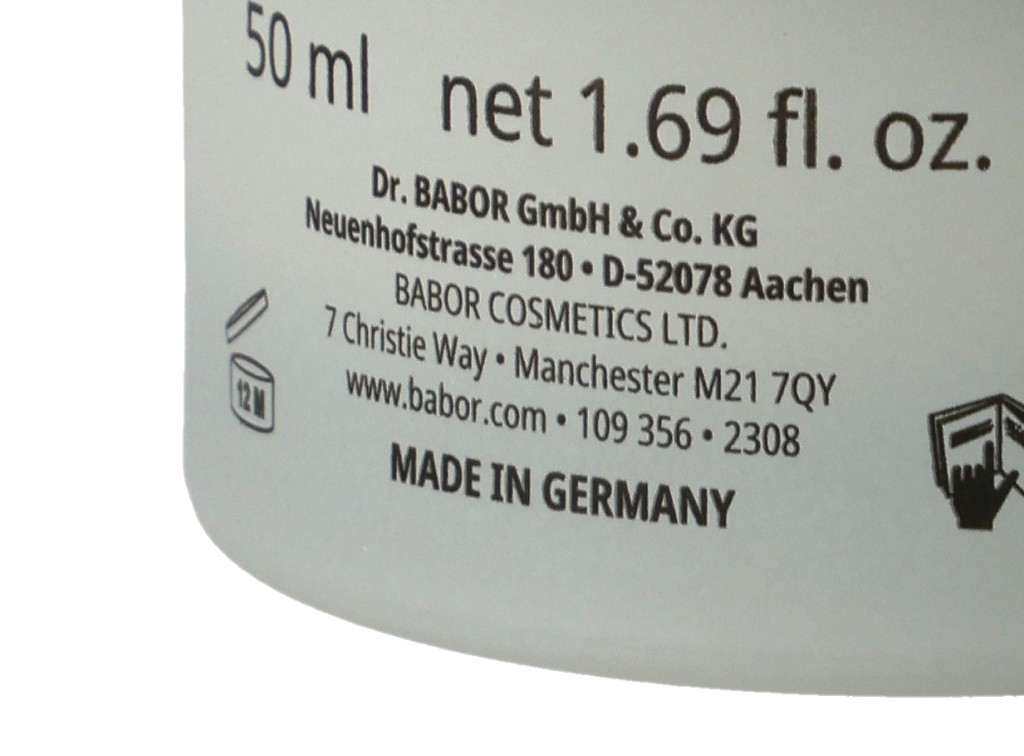 50 ml net 1.69 fl. oz.
Dr. BABOR GmbH & Co. KG
Neuenhofstrasse 180 • D-52078 Aachen
BABOR COSMETICS LTD.
7 Christie Way • Manchester M21 7QY
www.babor.com • 109 356 • 2308
MADE IN GERMANY
12 M